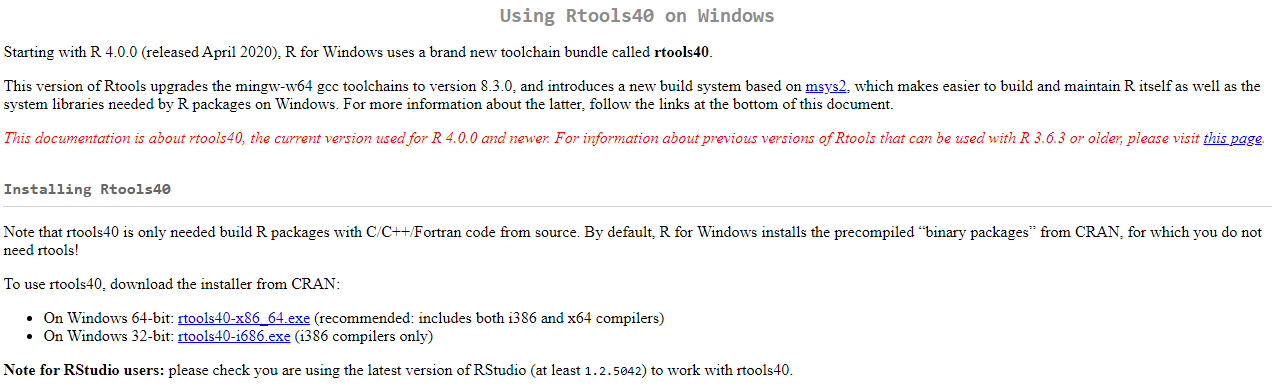 Using Rtools40 on Windows
Starting with R 4.0.0 (released April 2020), R for Windows uses a brand new toolchain bundle called rtools40.
This version of Rtools upgrades the mingw-w64 gcc toolchains to version 8.3.0, and introduces a new build system based on msys2, which makes easier to build and maintain R itself as well as the
system libraries needed by R packages on Windows. For more information about the latter, follow the links at the bottom of this document.
This documentation is about rtools40, the current version used for R 4.0.0 and newer. For information about previous versions of Rtools that can be used with R 3.6.3 or older, please visit this page.
Installing Rtools40
Note that rtools40 is only needed build R packages with C/C++/Fortran code from source. By default, R for Windows installs the precompiled “binary packages” from CRAN, for which you do not
need rtools!
To use rtools40, download the installer from CRAN:
• On Windows 64-bit: rtools40-x86_64.exe (recommended: includes both i386 and x64 compilers)
• On Windows 32-bit: rtools40-i686.exe (i386 compilers only)
Note for RStudio users: please check you are using the latest version of RStudio (at least 1.2.5042) to work with rtools40.